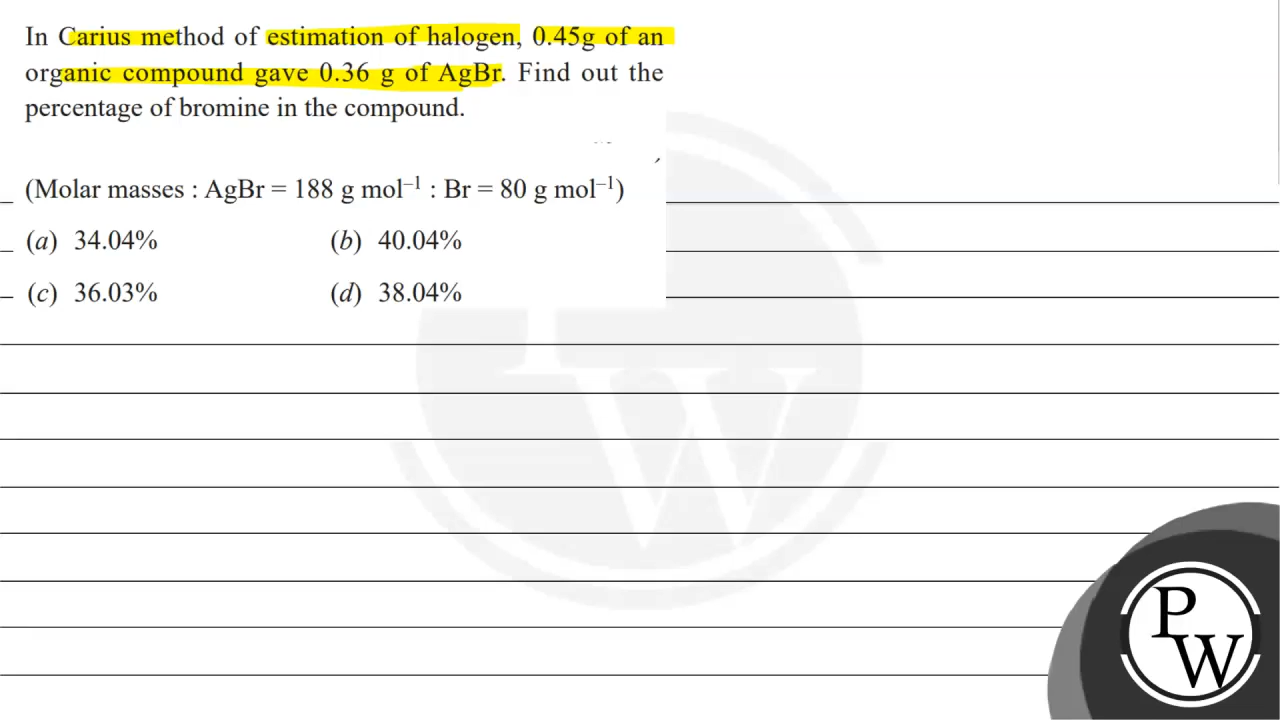 In Carius method of estimation of halogen, 0.45g of an
organic compound gave 0.36 g of AgBr. Find out the
percentage of bromine in the compound.
(Molar masses : AgBr = 188 g mol⁻¹ : Br = 80 g mol⁻¹)
(a) 34.04% (b) 40.04%
(c) 36.03% (d) 38.04%
W
P
W